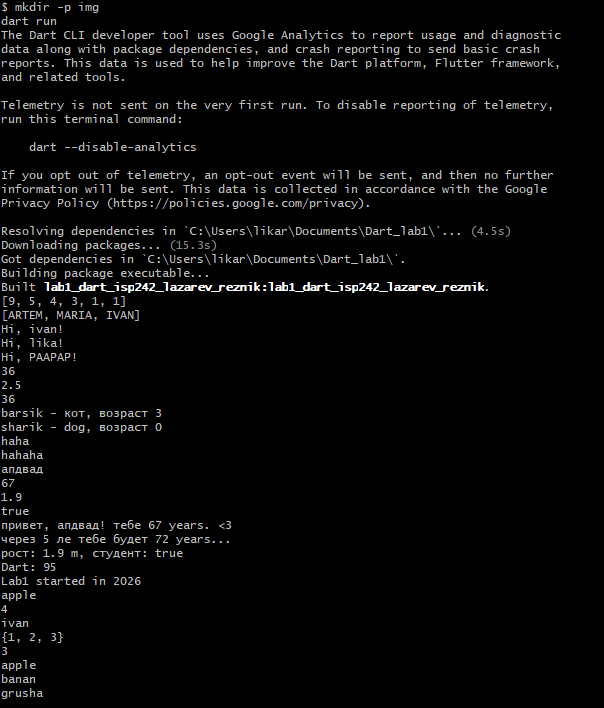 $ mkdir -p img
dart run
The Dart CLI developer tool uses Google Analytics to report usage and diagnostic
data along with package dependencies, and crash reporting to send basic crash
reports. This data is used to help improve the Dart platform, Flutter framework,
and related tools.

Telemetry is not sent on the very first run. To disable reporting of telemetry,
run this terminal command:

    dart --disable-analytics

If you opt out of telemetry, an opt-out event will be sent, and then no further
information will be sent. This data is collected in accordance with the Google
Privacy Policy (https://policies.google.com/privacy).

Resolving dependencies in `C:\Users\likar\Documents\Dart_lab1\`... (4.5s)
Downloading packages... (15.3s)
Got dependencies in `C:\Users\likar\Documents\Dart_lab1\`.
Building package executable...
Built lab1_dart_isp242_lazarev_reznik:lab1_dart_isp242_lazarev_reznik.
[9, 5, 4, 3, 1, 1]
[ARTEM, MARIA, IVAN]
Hi, ivan!
Hi, lika!
Hi, PAAPAP!
36
2.5
36
barsik - кот, возраст 3
sharik - dog, возраст 0
haha
hahaha
апдвад
67
1.9
true
привет, апдвад! тебе 67 years. <3
через 5 ле тебе будет 72 years...
рост: 1.9 m, студент: true
Dart: 95
Lab1 started in 2026
apple
4
ivan
{1, 2, 3}
3
apple
banan
grusha